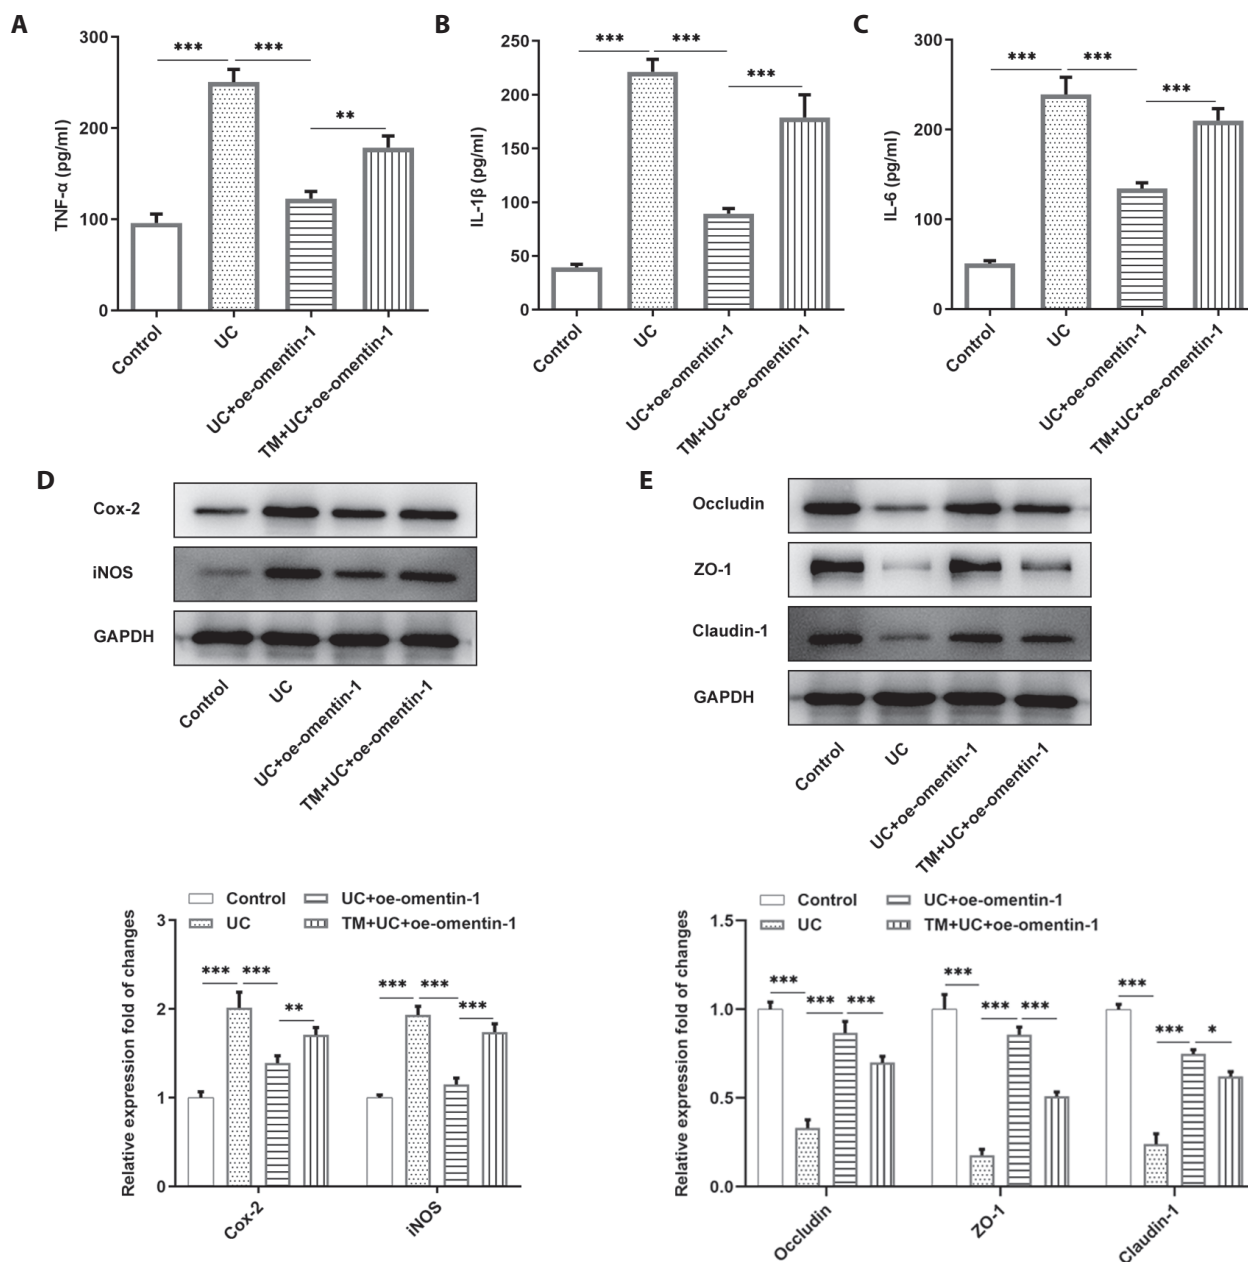 A
TNF-α (pg/ml)
300
200
100
0
***
***
**
Control
UC
UC+oe-omentin-1
TM+UC+oe-omentin-1
B
IL-1β (pg/ml)
250
200
150
100
50
0
***
***
***
Control
UC
UC+oe-omentin-1
TM+UC+oe-omentin-1
C
IL-6 (pg/ml)
300
200
100
0
***
***
***
Control
UC
UC+oe-omentin-1
TM+UC+oe-omentin-1
D
Cox-2
iNOS
GAPDH
Control
UC
UC+oe-omentin-1
TM+UC+oe-omentin-1
Control
UC+oe-omentin-1
UC
TM+UC+oe-omentin-1
Relative expression fold of changes
3
2
1
0
***
***
**
***
***
***
Cox-2
iNOS
E
Occludin
ZO-1
Claudin-1
GAPDH
Control
UC
UC+oe-omentin-1
TM+UC+oe-omentin-1
Control
UC+oe-omentin-1
UC
TM+UC+oe-omentin-1
Relative expression fold of changes
1.5
1.0
0.5
0.0
***
***
***
***
***
***
***
***
*
Occludin
ZO-1
Claudin-1